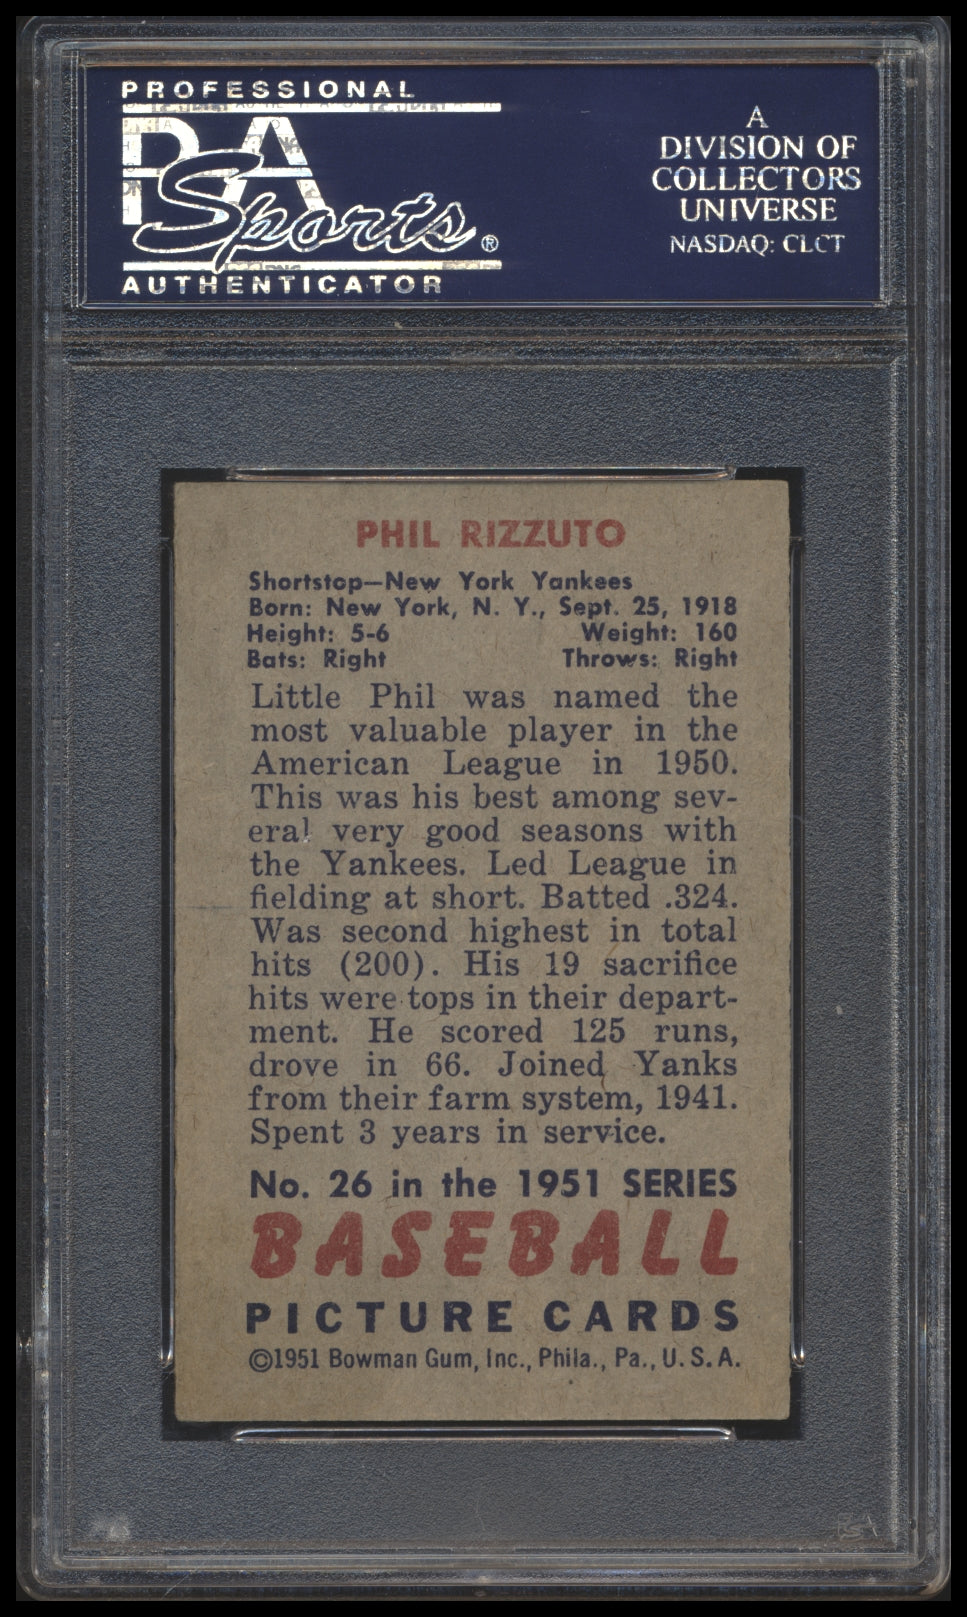 PROFESSIONAL
PSA
Sports®
AUTHENTICATOR
A
DIVISION OF
COLLECTORS
UNIVERSE
NASDAQ: CLCT
PHIL RIZZUTO
Shortstop—New York Yankees
Born: New York, N. Y., Sept. 25, 1918
Height: 5-6 Weight: 160
Bats: Right Throws: Right
Little Phil was named the
most valuable player in the
American League in 1950.
This was his best among sev-
eral very good seasons with
the Yankees. Led League in
fielding at short. Batted .324.
Was second highest in total
hits (200). His 19 sacrifice
hits were tops in their depart-
ment. He scored 125 runs,
drove in 66. Joined Yanks
from their farm system, 1941.
Spent 3 years in service.
No. 26 in the 1951 SERIES
BASEBALL
PICTURE CARDS
©1951 Bowman Gum, Inc., Phila., Pa., U. S. A.
PSA